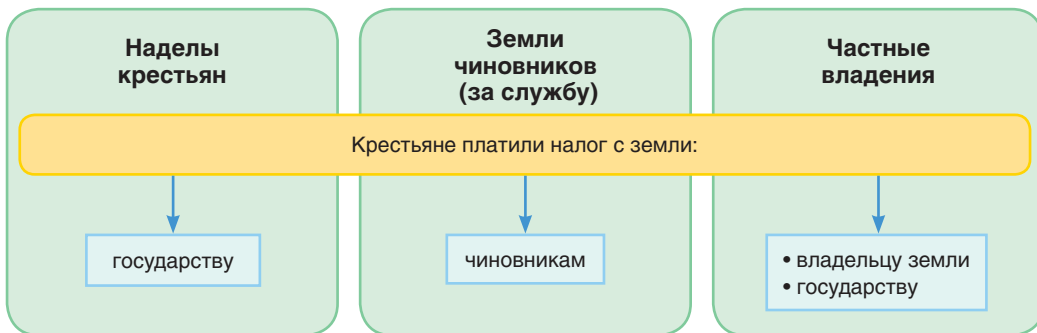 Наделы
крестьян
Земли
чиновников
(за службу)
Частные
владения
Крестьяне платили налог с земли:
государству
чиновникам
• владельцу земли
• государству